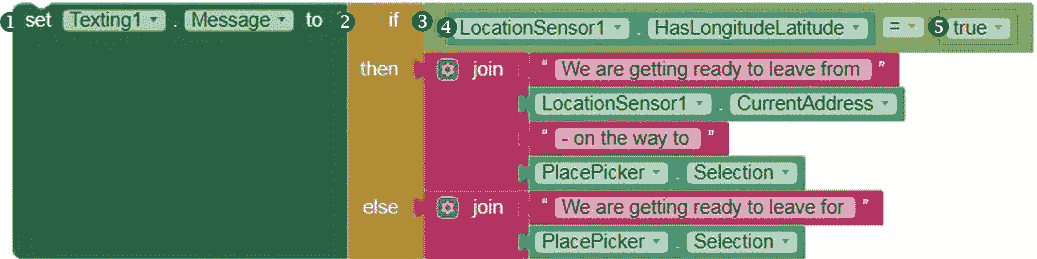 1 set Texting1 . Message to 2 if 3 4 LocationSensor1 . HasLongitudeLatitude = 5 true
then join “ We are getting ready to leave from ”
LocationSensor1 . CurrentAddress
“ - on the way to ”
PlacePicker . Selection
else join “ We are getting ready to leave for ”
PlacePicker . Selection